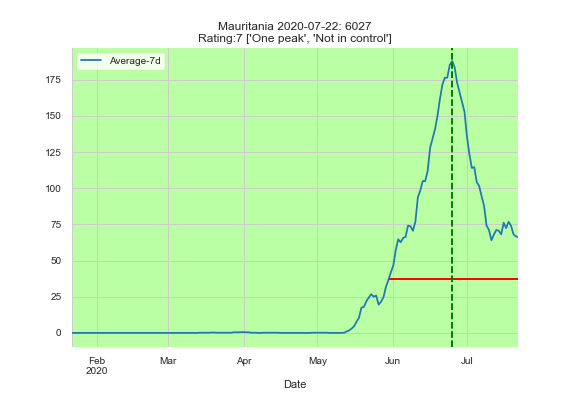 Mauritania 2020-07-22: 6027
Rating:7 ['One peak', 'Not in control']
Average-7d
175
150
125
100
75
50
25
0
Feb Mar Apr May Jun Jul
2020
Date